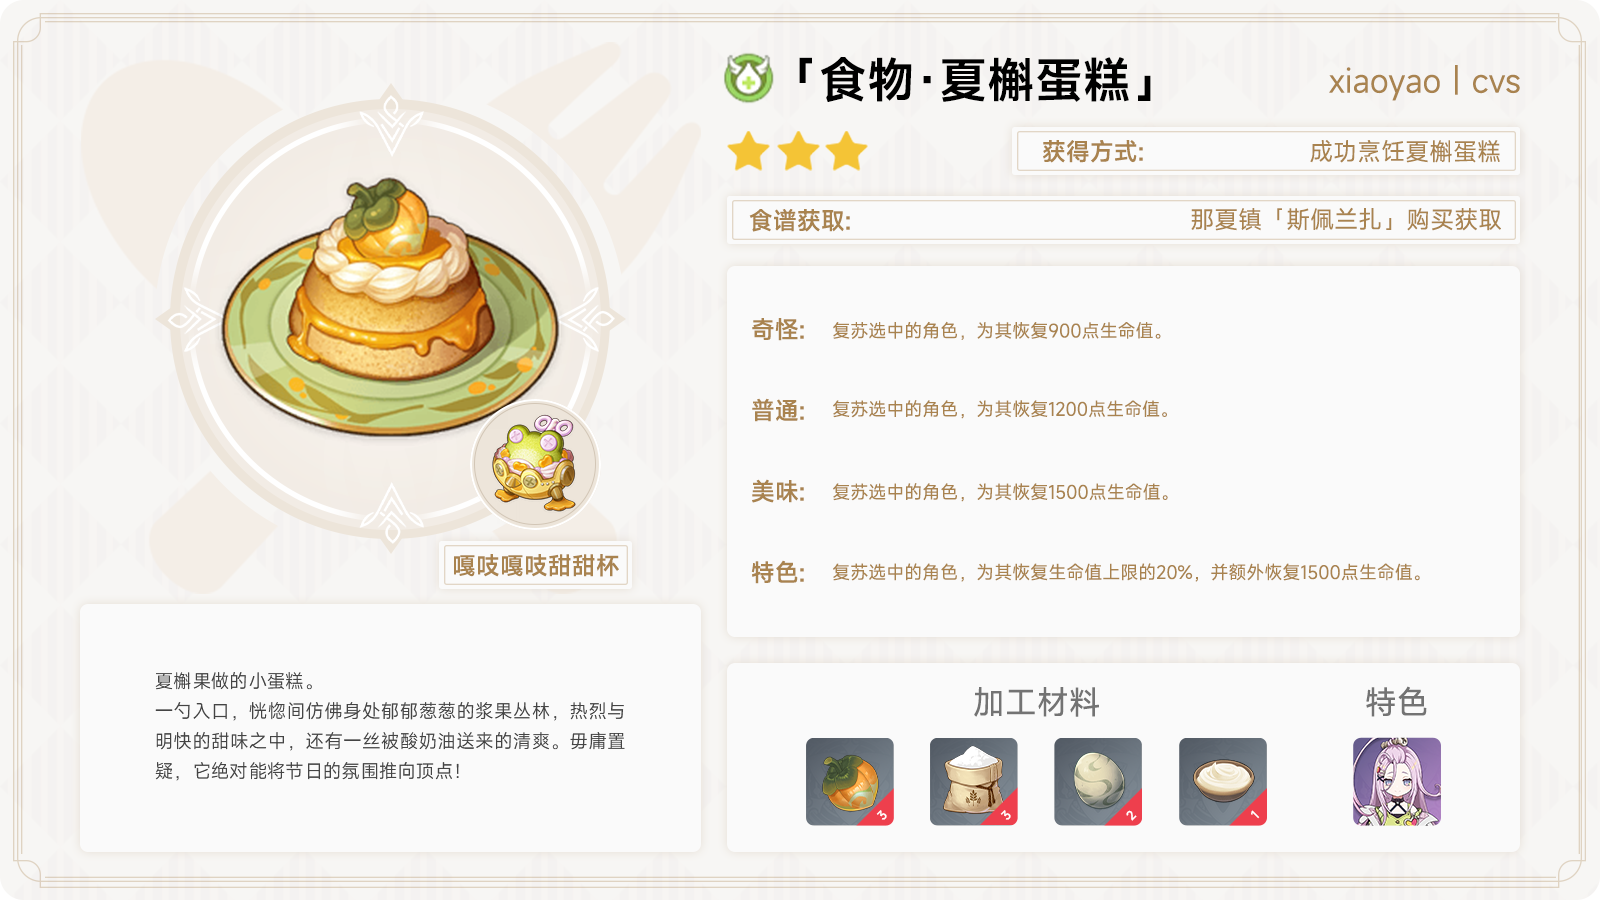 「食物·夏槲蛋糕」
xiaoyao | cvs
获得方式:
成功烹饪夏槲蛋糕
食谱获取:
那夏镇「斯佩兰扎」购买获取
奇怪:
复苏选中的角色，为其恢复900点生命值。
普通:
复苏选中的角色，为其恢复1200点生命值。
美味:
复苏选中的角色，为其恢复1500点生命值。
特色:
复苏选中的角色，为其恢复生命值上限的20%，并额外恢复1500点生命值。
嘎吱嘎吱甜甜杯
夏槲果做的小蛋糕。
一勺入口，恍惚间仿佛身处郁郁葱葱的浆果丛林，热烈与
明快的甜味之中，还有一丝被酸奶油送来的清爽。毋庸置
疑，它绝对能将节日的氛围推向顶点!
加工材料
特色
3
3
2
1